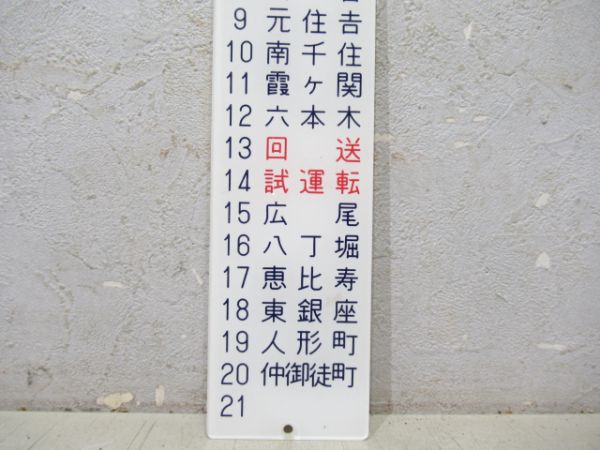 9 元住吉
10 南千住
11 霞ヶ関
12 六本木
13 回送
14 試運転
15 広尾
16 八丁堀
17 恵比寿
18 東銀座
19 人形町
20 仲御徒町
21